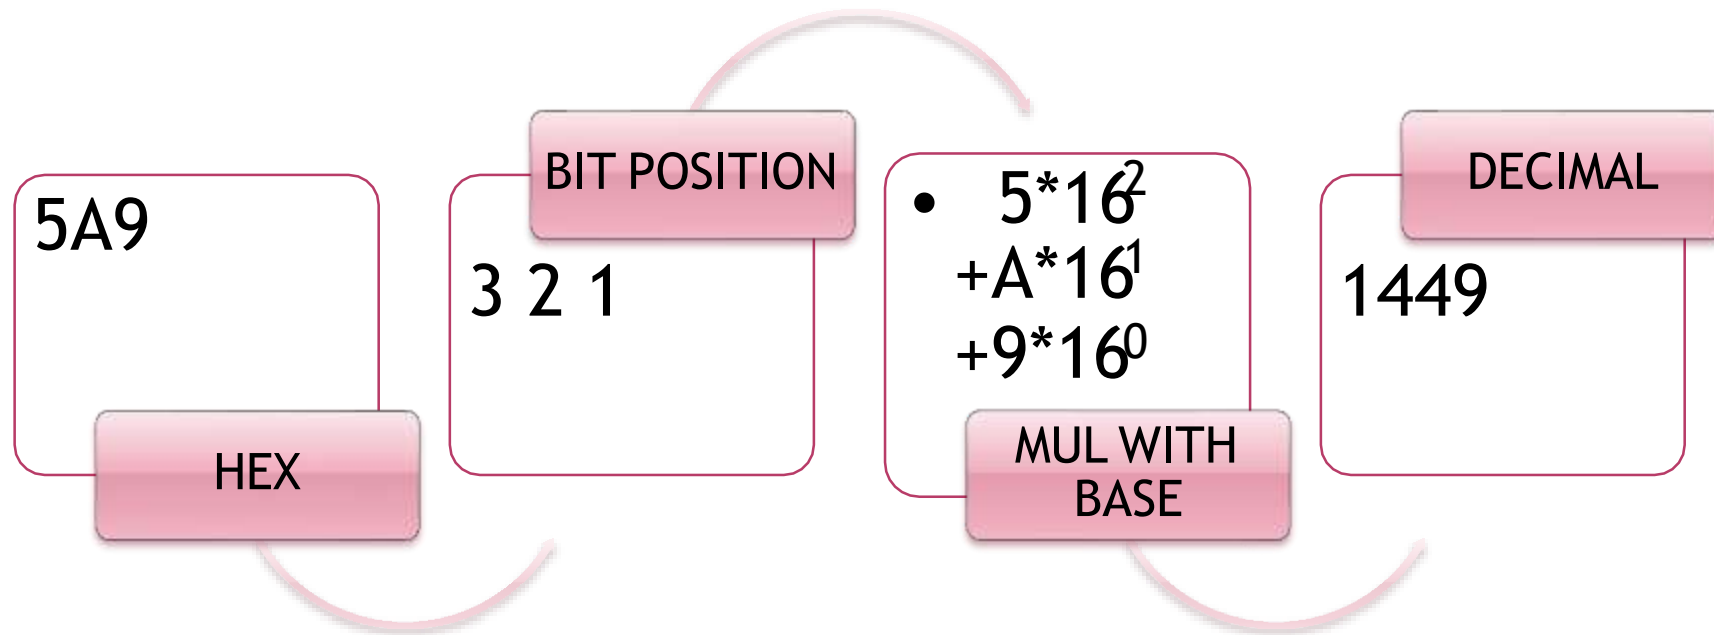 5A9
HEX
BIT POSITION
3 2 1
• 5*16²
+A*16¹
+9*16⁰
MUL WITH
BASE
DECIMAL
1449